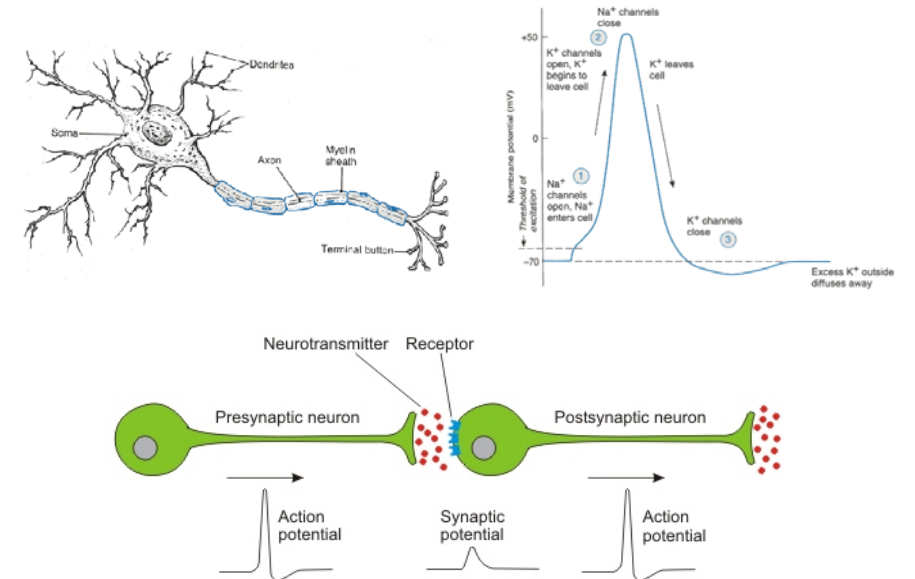 Dendrites
Soma
Axon
Myelin
sheath
Terminal button
Na⁺ channels
close
+50
2
K⁺ channels
open, K⁺
begins to
leave cell
K⁺ leaves
cell
Membrane potential (mV)
0
1
Na⁺
channels
open, Na⁺
enters cell
Threshold of
excitation
K⁺ channels
close
3
−70
Excess K⁺ outside
diffuses away
Neurotransmitter
Receptor
Presynaptic neuron
Postsynaptic neuron
Action
potential
Synaptic
potential
Action
potential